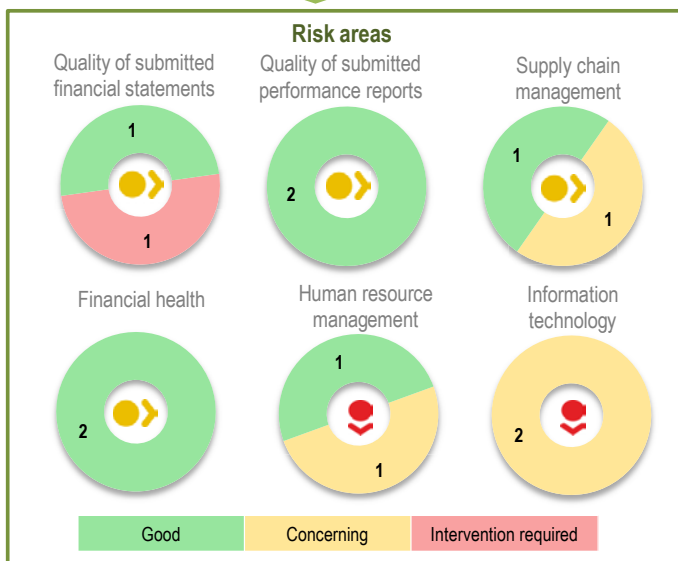 Risk areas
Quality of submitted
financial statements
1
1
Quality of submitted
performance reports
2
Supply chain
management
1
1
Financial health
2
Human resource
management
1
1
Information
technology
2
Good
Concerning
Intervention required